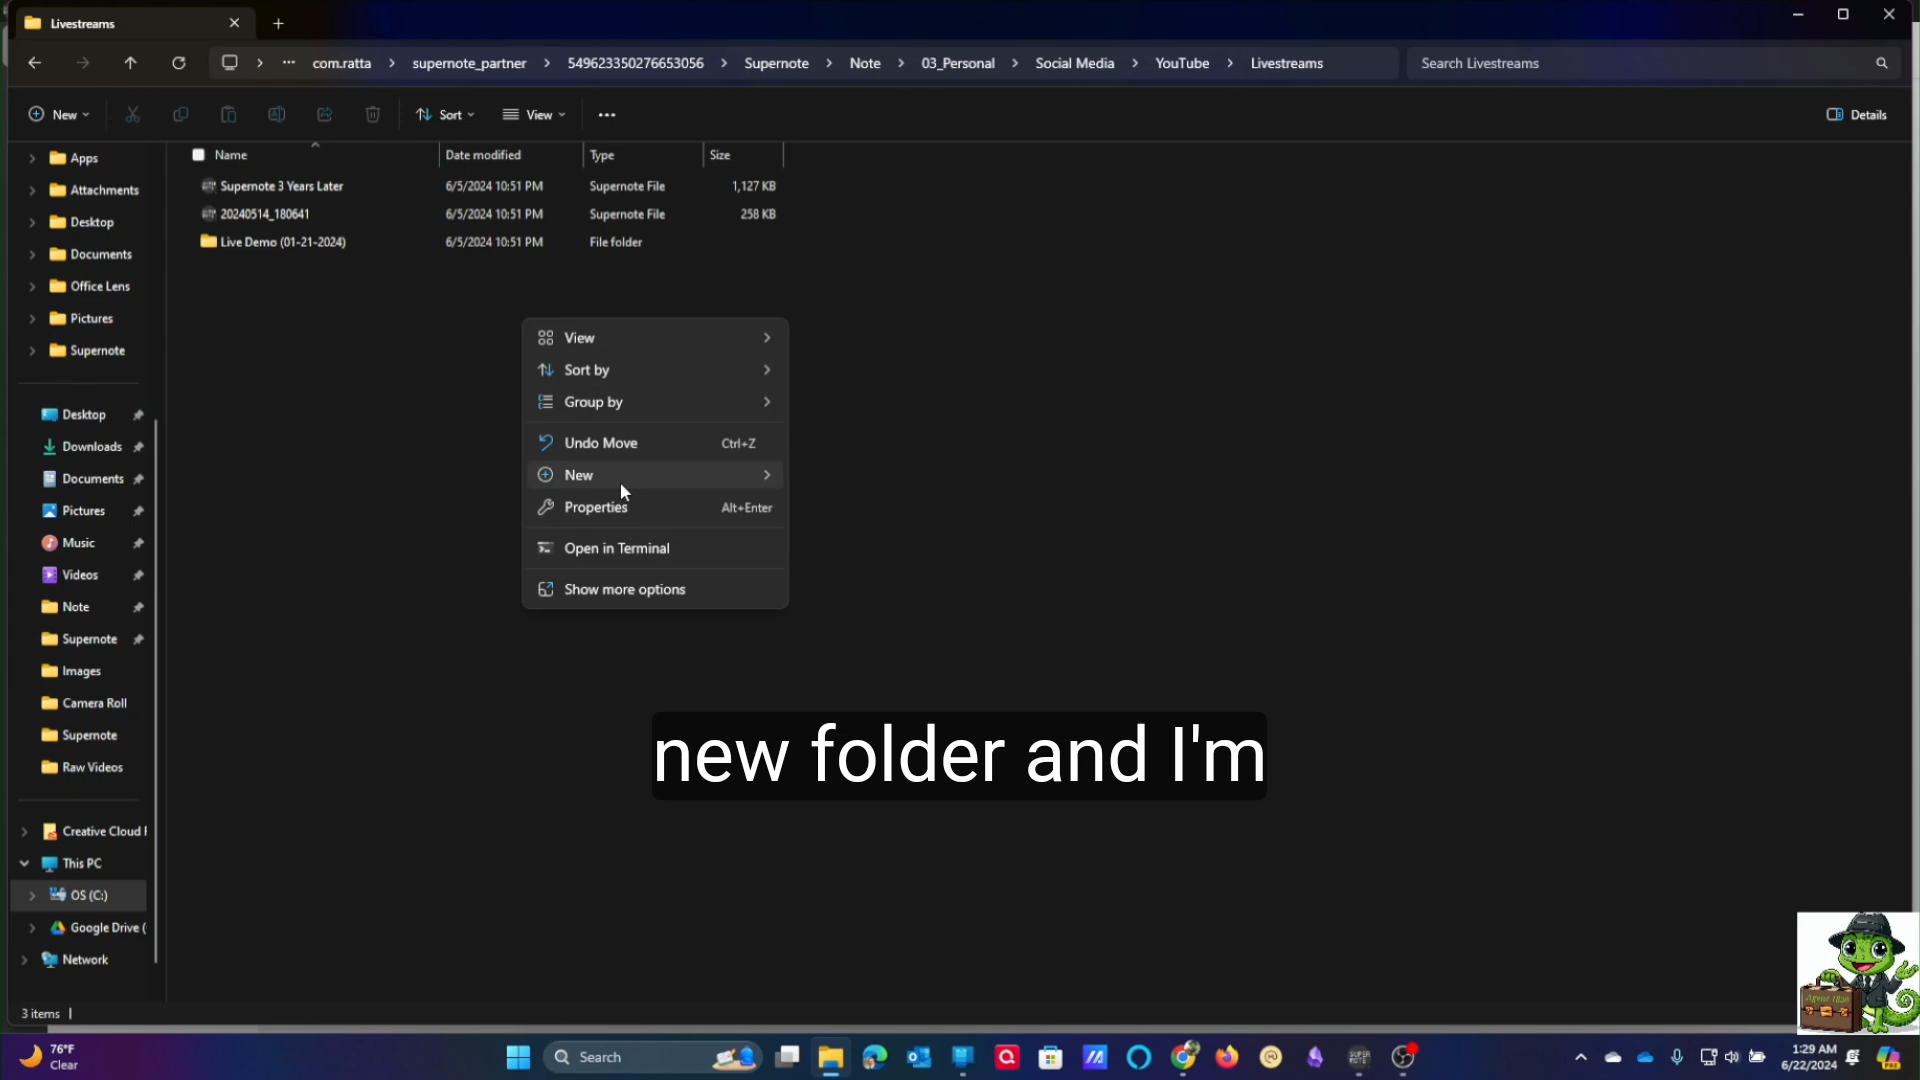 Livestreams
com.ratta > supernote_partner > 549623350276653056 > Supernote > Note > 03_Personal > Social Media > YouTube > Livestreams
Search Livestreams
New
Sort
View
Details
Name Date modified Type Size
Supernote 3 Years Later 6/5/2024 10:51 PM Supernote File 1,127 KB
20240514_180641 6/5/2024 10:51 PM Supernote File 258 KB
Live Demo (01-21-2024) 6/5/2024 10:51 PM File folder
Apps
Attachments
Desktop
Documents
Office Lens
Pictures
Supernote
Desktop
Downloads
Documents
Pictures
Music
Videos
Note
Supernote
Images
Camera Roll
Supernote
Raw Videos
Creative Cloud F
This PC
OS (C:)
Google Drive (
Network
View
Sort by
Group by
Undo Move Ctrl+Z
New
Properties Alt+Enter
Open in Terminal
Show more options
new folder and I'm
3 items
76°F
Clear
Search
1:29 AM
6/22/2024